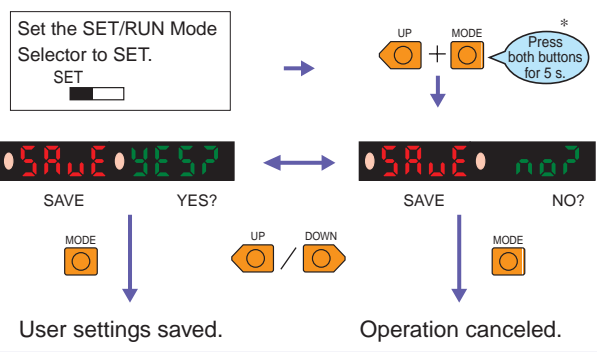 Set the SET/RUN Mode
Selector to SET.
SET
UP
+
MODE
*
Press
both buttons
for 5 s.
SAvE YES?
SAvE no?
SAVE YES?
SAVE NO?
MODE
UP / DOWN
MODE
User settings saved.
Operation canceled.